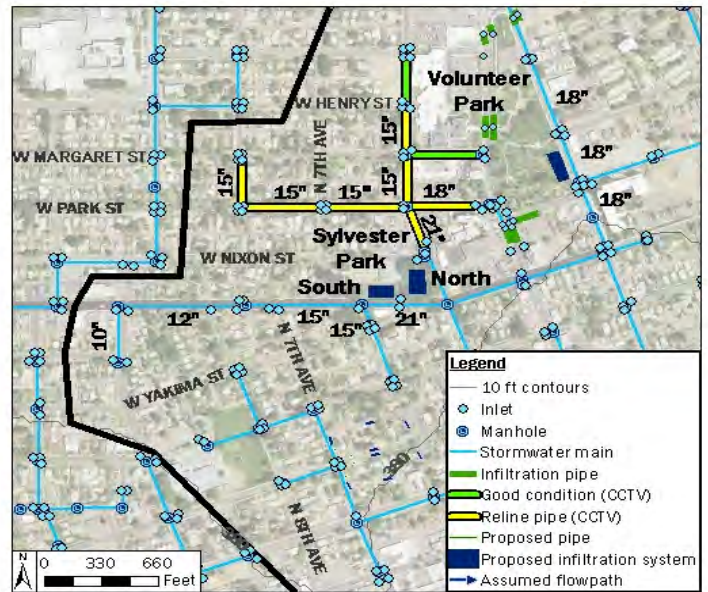 Volunteer
Park
18"
W HENRY ST
15"
18"
W MARGARET ST
N 7TH AVE
15"
15"
15"
15"
18"
18"
W PARK ST
21"
Sylvester
Park
W NIXON ST
South
North
12"
15"
21"
10"
15"
N 7TH AVE
W YAKIMA ST
380
N 8TH AVE
Legend
10 ft contours
Inlet
Manhole
Stormwater main
Infiltration pipe
Good condition (CCTV)
Reline pipe (CCTV)
Proposed pipe
Proposed infiltration system
Assumed flowpath
N
0 330 660
Feet